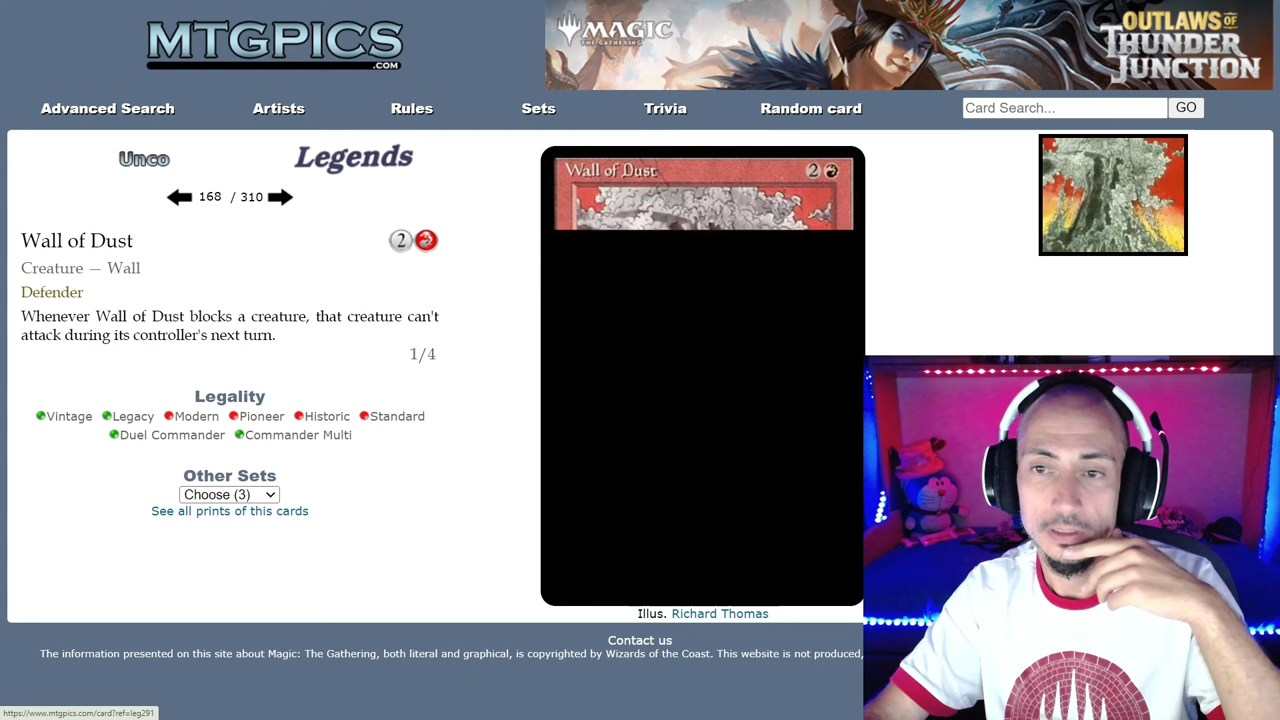 MTGPICS
.COM
MAGIC
THE GATHERING
OUTLAWS OF
THUNDER
JUNCTION
Advanced Search
Artists
Rules
Sets
Trivia
Random card
Card Search...
GO
Unco
Legends
168 / 310
Wall of Dust
2
Creature — Wall
Defender
Whenever Wall of Dust blocks a creature, that creature can't
attack during its controller's next turn.
1/4
Legality
Vintage Legacy Modern Pioneer Historic Standard
Duel Commander Commander Multi
Other Sets
Choose (3)
See all prints of this cards
Wall of Dust
2
Illus. Richard Thomas
Contact us
The information presented on this site about Magic: The Gathering, both literal and graphical, is copyrighted by Wizards of the Coast. This website is not produced,
https://www.mtgpics.com/card?ref=leg291